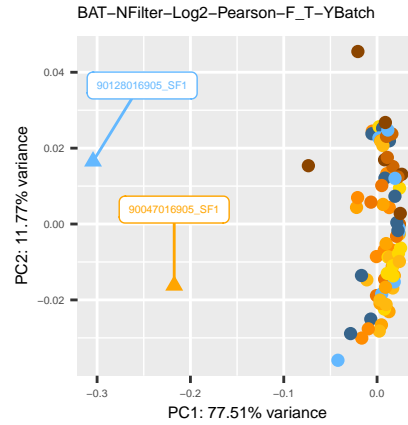 BAT−NFilter−Log2−Pearson−F_T−YBatch
0.04
0.02
0.00
−0.02
PC2: 11.77% variance
90128016905_SF1
90047016905_SF1
−0.3
−0.2
−0.1
0.0
PC1: 77.51% variance